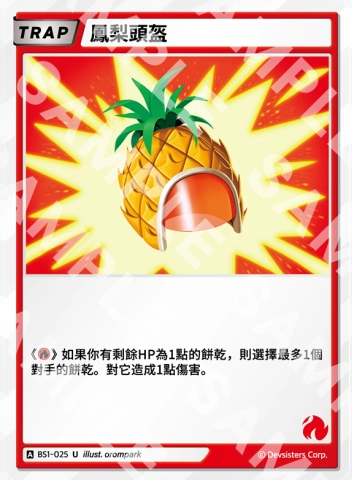 TRAP
鳳梨頭盔
《》如果你有剩餘HP為1點的餅乾，則選擇最多1個
對手的餅乾。對它造成1點傷害。
A BS1-025 U illust. orompark
© Devsisters Corp.
SAMPLE